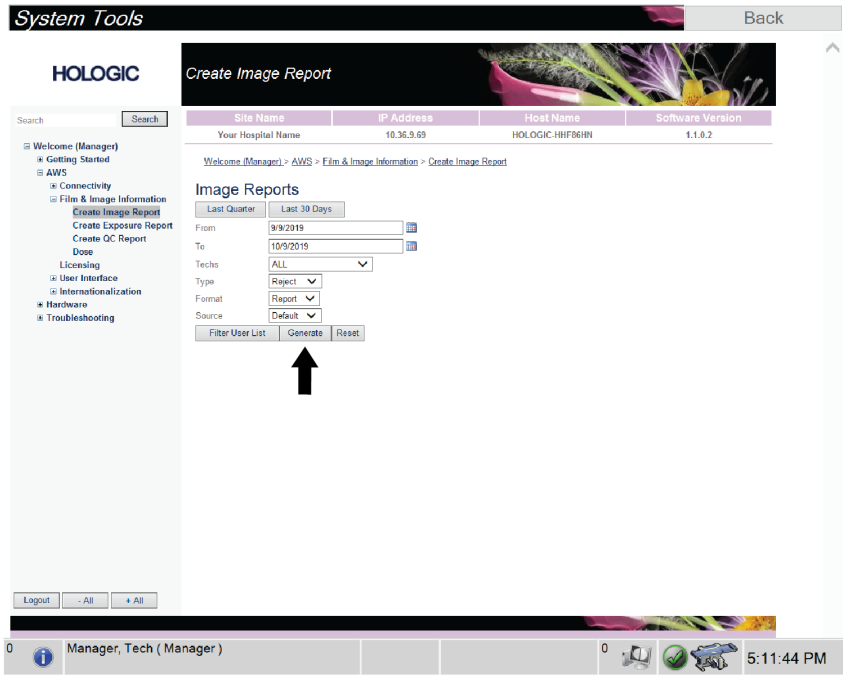 System Tools
Back
HOLOGIC
Create Image Report
Search Search
Site Name IP Address Host Name Software Version
Your Hospital Name 10.36.9.69 HOLOGIC-HHF86HN 1.1.0.2
Welcome (Manager) > AWS > Film & Image Information > Create Image Report
Welcome (Manager)
Getting Started
AWS
Connectivity
Film & Image Information
Create Image Report
Create Exposure Report
Create QC Report
Dose
Licensing
User Interface
Internationalization
Hardware
Troubleshooting
Image Reports
Last Quarter Last 30 Days
From 9/9/2019
To 10/9/2019
Techs ALL
Type Reject
Format Report
Source Default
Filter User List Generate Reset
Logout - All + All
0 Manager, Tech ( Manager ) 0 5:11:44 PM